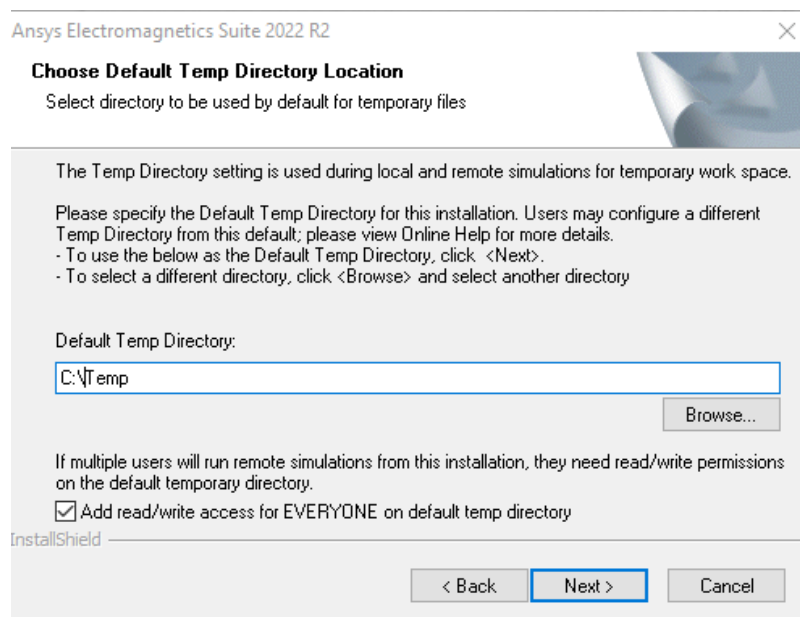 Ansys Electromagnetics Suite 2022 R2
Choose Default Temp Directory Location
Select directory to be used by default for temporary files
The Temp Directory setting is used during local and remote simulations for temporary work space.
Please specify the Default Temp Directory for this installation. Users may configure a different
Temp Directory from this default; please view Online Help for more details.
- To use the below as the Default Temp Directory, click <Next>.
- To select a different directory, click <Browse> and select another directory
Default Temp Directory:
C:\Temp
Browse...
If multiple users will run remote simulations from this installation, they need read/write permissions
on the default temporary directory.
Add read/write access for EVERYONE on default temp directory
InstallShield
< Back Next > Cancel